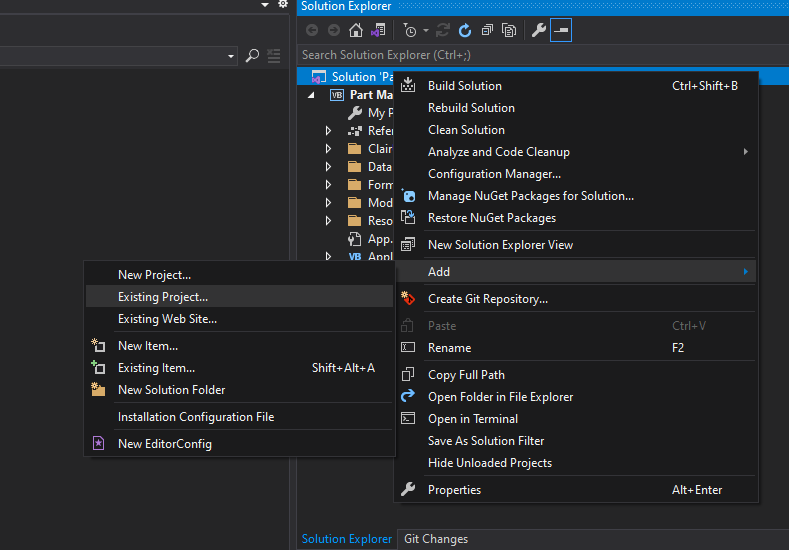 Solution Explorer
Search Solution Explorer (Ctrl+;)
Solution 'Pa
VB Part Ma
My P
Refer
Clair
Data
Form
Mod
Reso
App.
VB Appl
Build Solution Ctrl+Shift+B
Rebuild Solution
Clean Solution
Analyze and Code Cleanup
Configuration Manager...
Manage NuGet Packages for Solution...
Restore NuGet Packages
New Solution Explorer View
Add
Create Git Repository...
Paste Ctrl+V
Rename F2
Copy Full Path
Open Folder in File Explorer
Open in Terminal
Save As Solution Filter
Hide Unloaded Projects
Properties Alt+Enter
New Project...
Existing Project...
Existing Web Site...
New Item...
Existing Item... Shift+Alt+A
New Solution Folder
Installation Configuration File
New EditorConfig
Solution Explorer Git Changes